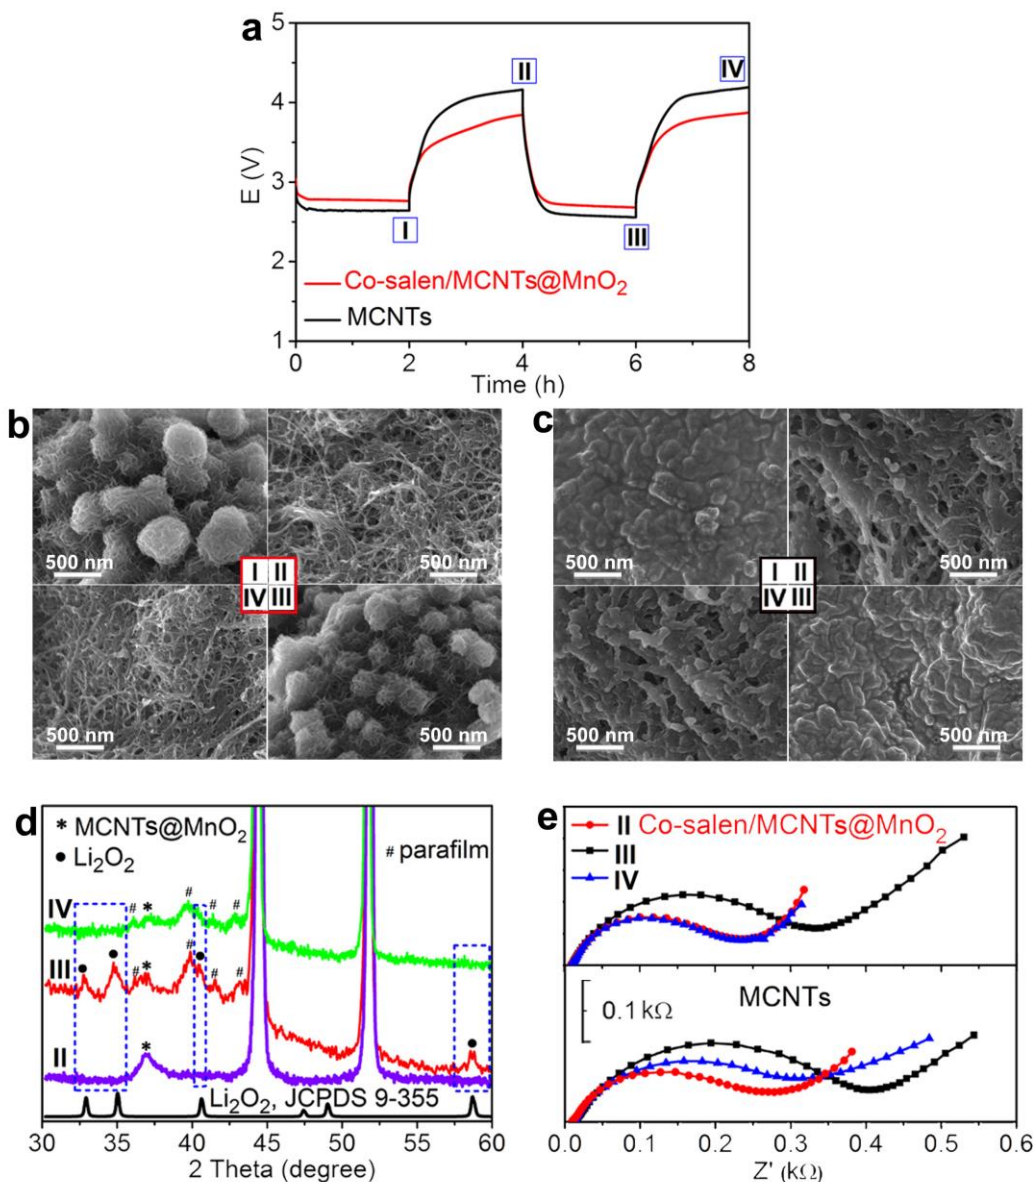 a
5
4
3
2
1
E (V)
I
II
III
IV
Co-salen/MCNTs@MnO₂
MCNTs
0 2 4 6 8
Time (h)
b
c
500 nm
500 nm
I II
IV III
500 nm
500 nm
500 nm
500 nm
I II
IV III
500 nm
500 nm
d
* MCNTs@MnO₂
● Li₂O₂
# parafilm
IV
# * # # #
III
● ● # * # ● # # ●
II
*
Li₂O₂, JCPDS 9-355
30 35 40 45 50 55 60
2 Theta (degree)
e
II Co-salen/MCNTs@MnO₂
III
IV
MCNTs
0.1 kΩ
0.0 0.1 0.2 0.3 0.4 0.5 0.6
Z' (kΩ)